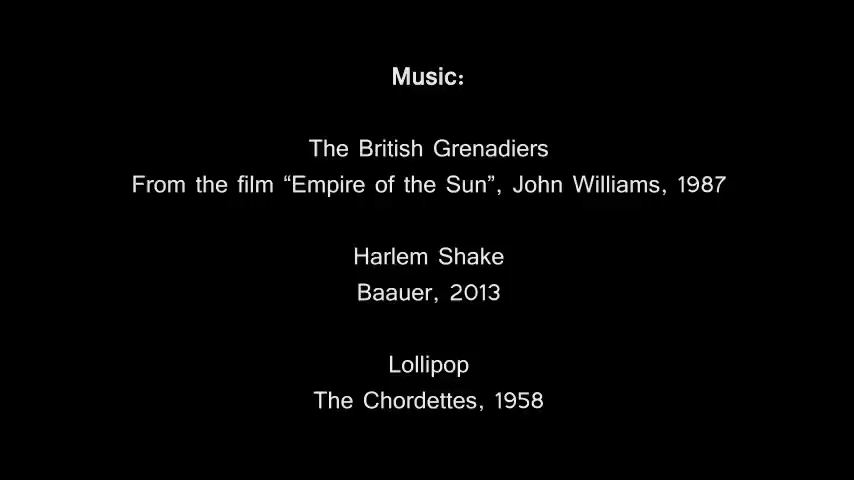 Music:
The British Grenadiers
From the film “Empire of the Sun”, John Williams, 1987
Harlem Shake
Baauer, 2013
Lollipop
The Chordettes, 1958